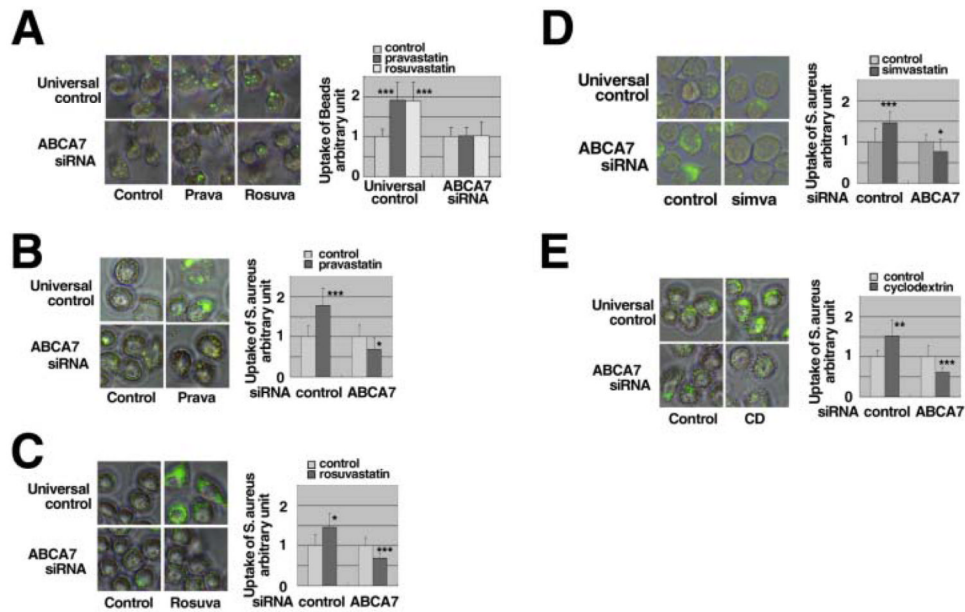 A
Universal
control
ABCA7
siRNA
Control Prava Rosuva
control
pravastatin
rosuvastatin
Uptake of Beads
arbitrary unit
2
1
0
*** ***
Universal
control
ABCA7
siRNA
B
Universal
control
ABCA7
siRNA
Control Prava
control
pravastatin
Uptake of S. aureus
arbitrary unit
2
1
0
***
*
siRNA control ABCA7
C
Universal
control
ABCA7
siRNA
Control Rosuva
control
rosuvastatin
Uptake of S. aureus
arbitrary unit
2
1
0
*
***
siRNA control ABCA7
D
Universal
control
ABCA7
siRNA
control simva
control
simvastatin
Uptake of S. aureus
arbitrary unit
2
1
0
***
*
siRNA control ABCA7
E
Universal
control
ABCA7
siRNA
Control CD
control
cyclodextrin
Uptake of S. aureus
arbitrary unit
2
1
0
**
***
siRNA control ABCA7